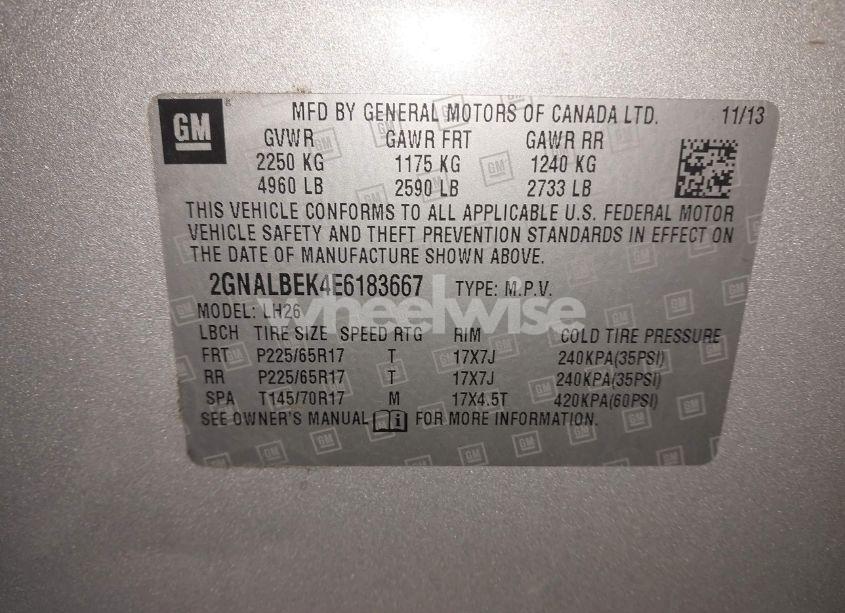 GM
MFD BY GENERAL MOTORS OF CANADA LTD. 11/13
GVWR GAWR FRT GAWR RR
2250 KG 1175 KG 1240 KG
4960 LB 2590 LB 2733 LB
THIS VEHICLE CONFORMS TO ALL APPLICABLE U.S. FEDERAL MOTOR
VEHICLE SAFETY AND THEFT PREVENTION STANDARDS IN EFFECT ON
THE DATE OF MANUFACTURE SHOWN ABOVE.
2GNALBEK4E6183667 TYPE: M.P.V.
MODEL: LH26
wheelwise
LBCH TIRE SIZE SPEED RTG RIM COLD TIRE PRESSURE
FRT P225/65R17 T 17X7J 240KPA(35PSI)
RR P225/65R17 T 17X7J 240KPA(35PSI)
SPA T145/70R17 M 17X4.5T 420KPA(60PSI)
SEE OWNER'S MANUAL i FOR MORE INFORMATION.